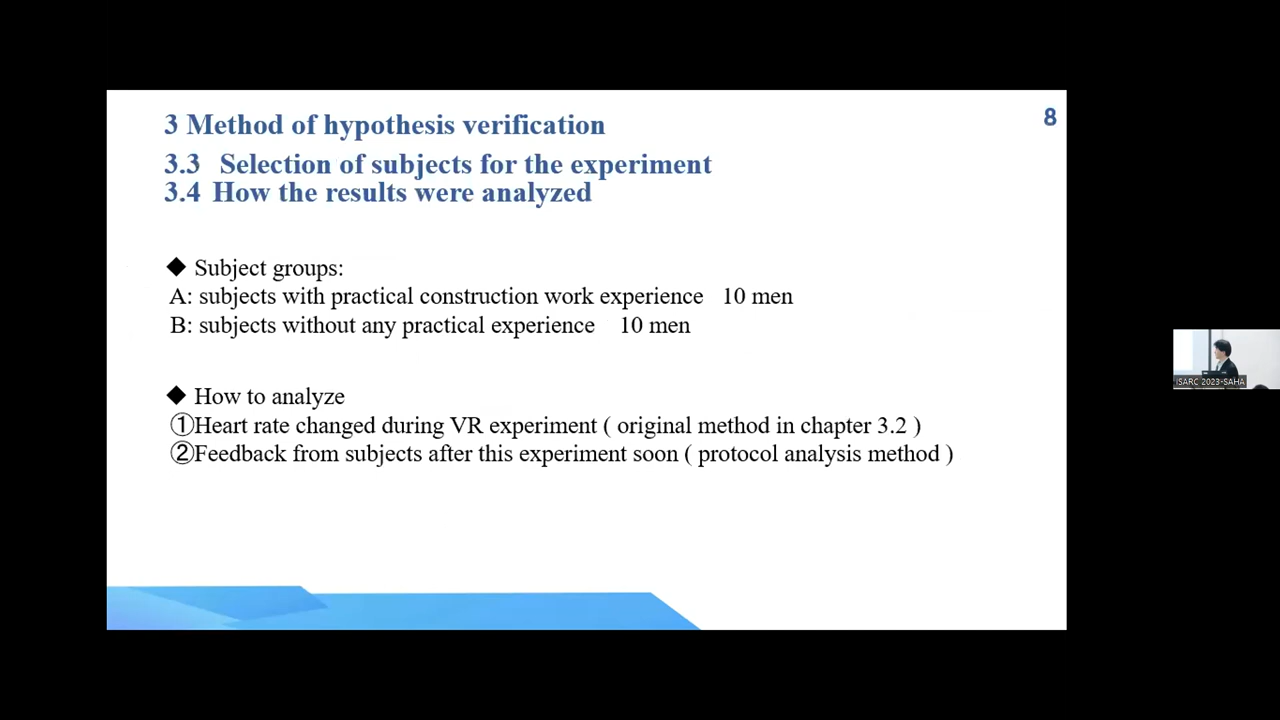 3 Method of hypothesis verification
8
3.3 Selection of subjects for the experiment
3.4 How the results were analyzed
◆ Subject groups:
A: subjects with practical construction work experience 10 men
B: subjects without any practical experience 10 men
◆ How to analyze
①Heart rate changed during VR experiment ( original method in chapter 3.2 )
②Feedback from subjects after this experiment soon ( protocol analysis method )
ISARC 2023-SAHA